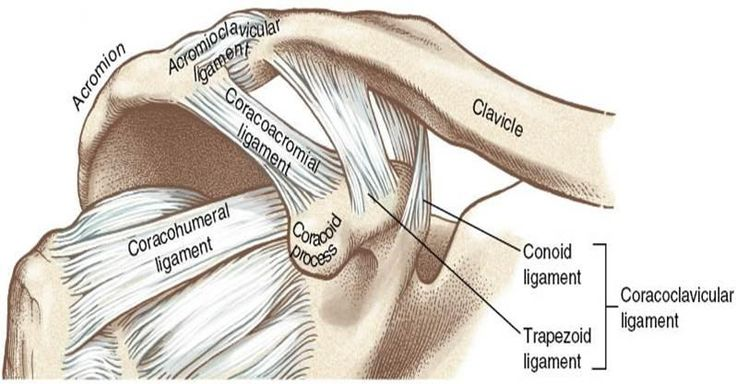 Acromion
Acromioclavicular
ligament
Coracoacromial
ligament
Clavicle
Coracohumeral
ligament
Coracoid
process
Conoid
ligament
Coracoclavicular
ligament
Trapezoid
ligament